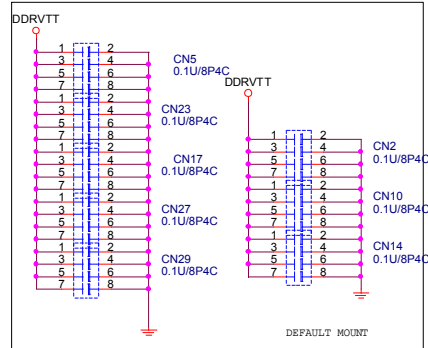 DDRVTT
1 2
3 4
5 6
7 8
CN5
0.1U/8P4C
1 2
3 4
5 6
7 8
CN23
0.1U/8P4C
1 2
3 4
5 6
7 8
CN17
0.1U/8P4C
1 2
3 4
5 6
7 8
CN27
0.1U/8P4C
1 2
3 4
5 6
7 8
CN29
0.1U/8P4C
DDRVTT
1 2
3 4
5 6
7 8
CN2
0.1U/8P4C
1 2
3 4
5 6
7 8
CN10
0.1U/8P4C
1 2
3 4
5 6
7 8
CN14
0.1U/8P4C
DEFAULT MOUNT